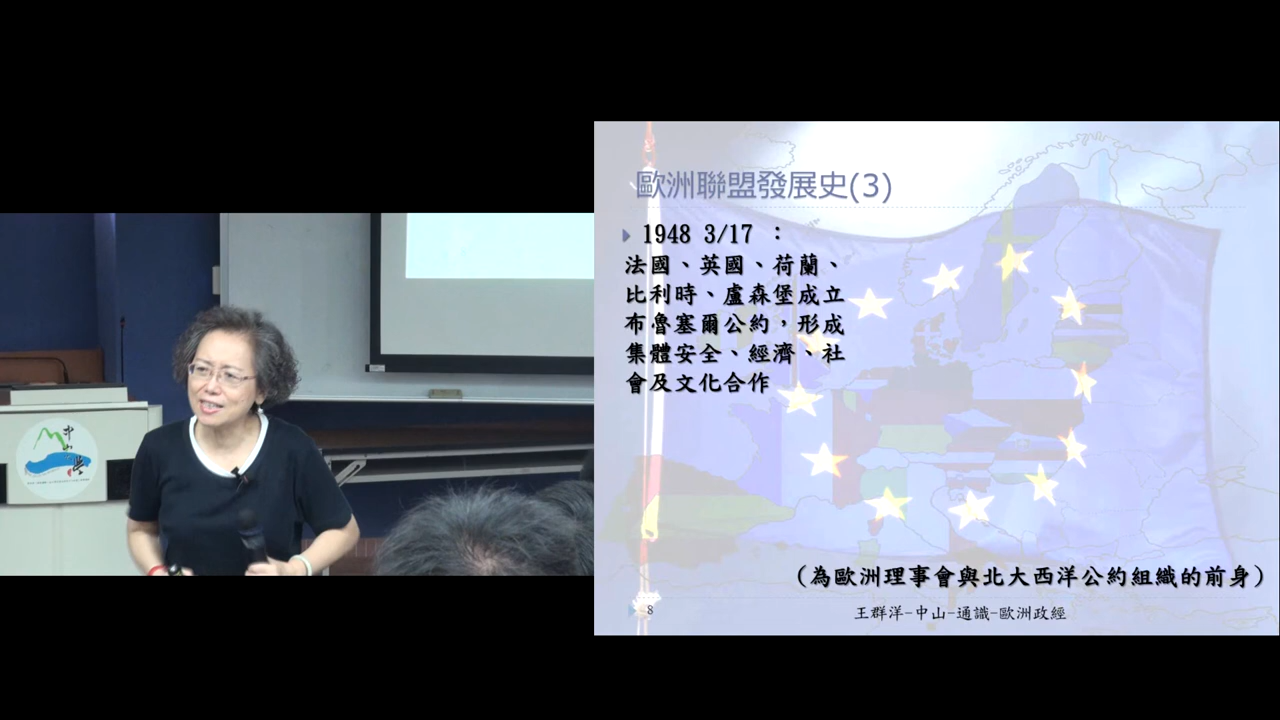 歐洲聯盟發展史(3)
1948 3/17 ：
法國、英國、荷蘭、
比利時、盧森堡成立
布魯塞爾公約，形成
集體安全、經濟、社
會及文化合作
(為歐洲理事會與北大西洋公約組織的前身)
8
王群洋-中山-通識-歐洲政經
中山